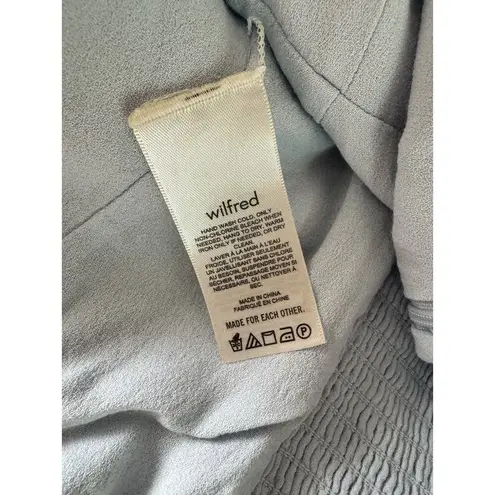 wilfred
HAND WASH COLD, ONLY
NON-CHLORINE BLEACH WHEN
NEEDED, HANG TO DRY, WARM
IRON ONLY IF NEEDED, OR DRY
CLEAN.
LAVER À LA MAIN À L'EAU
FROIDE, UTILISER SEULEMENT
UN JAVELLISANT SANS CHLORE
AU BESOIN, SUSPENDRE POUR
SÉCHER, REPASSAGE MOYEN SI
NÉCESSAIRE, OU NETTOYER À
SEC.
MADE IN CHINA
FABRIQUÉ EN CHINE
MADE FOR EACH OTHER.
P